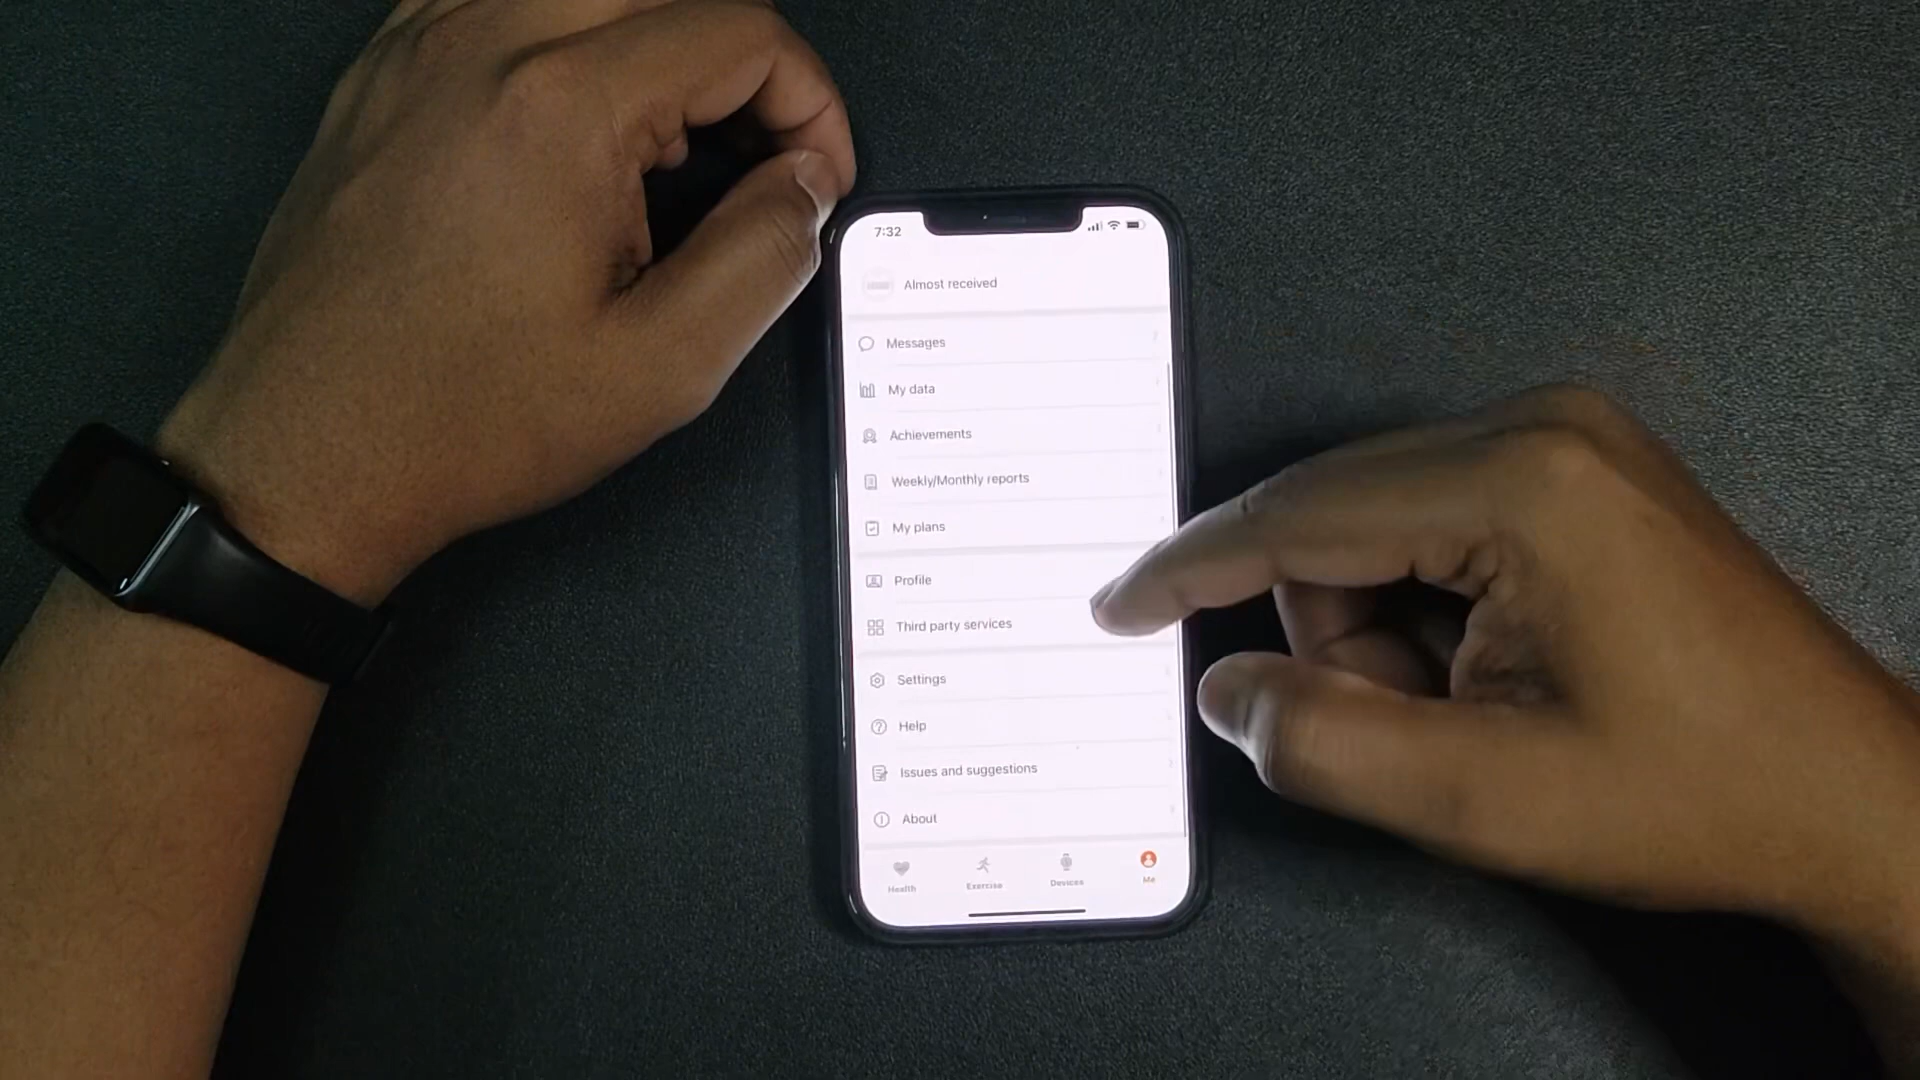 7:32
Almost received
Messages
My data
Achievements
Weekly/Monthly reports
My plans
Profile
Third party services
Settings
Help
Issues and suggestions
About
Health
Exercise
Devices
Me